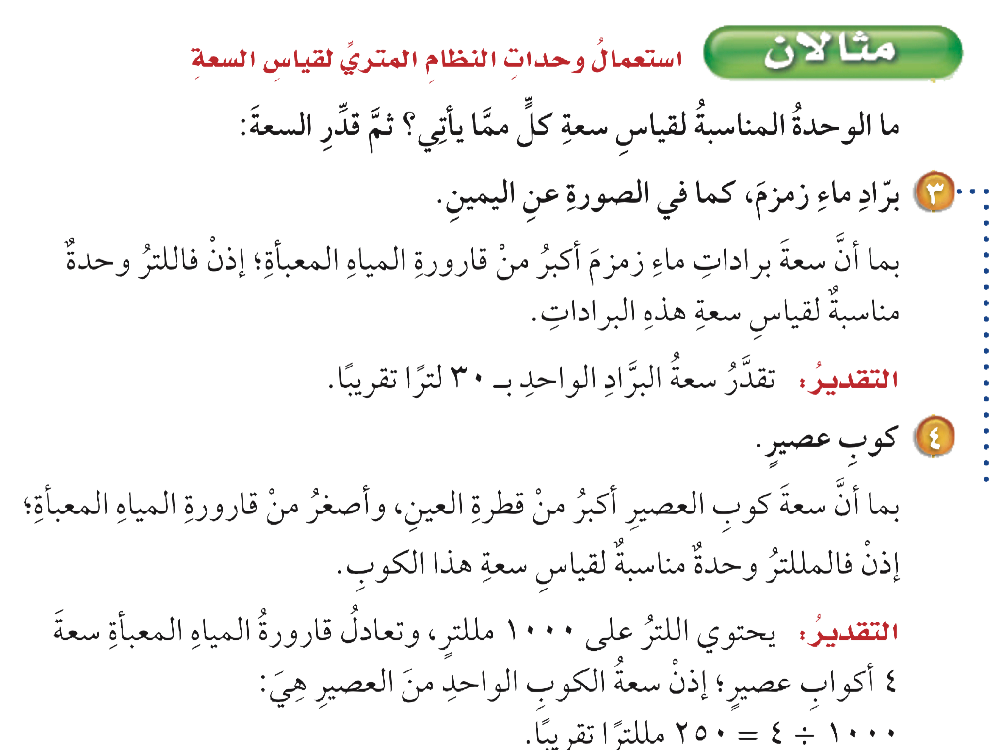 مثالان استعمالُ وحداتِ النظامِ المتريِّ لقياسِ السعةِ
ما الوحدةُ المناسبةُ لقياسِ سعةِ كلٍّ ممَّا يأتِي؟ ثمَّ قدِّرِ السعةَ:
٣ برّادِ ماءِ زمزمَ، كما في الصورةِ عنِ اليمينِ.
بما أنَّ سعةَ براداتِ ماءِ زمزمَ أكبرُ منْ قارورةِ المياهِ المعبأةِ؛ إذنْ فاللترُ وحدةٌ
مناسبةٌ لقياسِ سعةِ هذهِ البراداتِ.
التقديرُ: تقدَّرُ سعةُ البرَّادِ الواحدِ بـ ٣٠ لترًا تقريبًا.
٤ كوبِ عصيرٍ.
بما أنَّ سعةَ كوبِ العصيرِ أكبرُ منْ قطرةِ العينِ، وأصغرُ منْ قارورةِ المياهِ المعبأةِ؛
إذنْ فالمللترُ وحدةٌ مناسبةٌ لقياسِ سعةِ هذا الكوبِ.
التقديرُ: يحتوي اللترُ على ١٠٠٠ مللترٍ، وتعادلُ قارورةُ المياهِ المعبأةِ سعةَ
٤ أكوابِ عصيرٍ؛ إذنْ سعةُ الكوبِ الواحدِ منَ العصيرِ هِيَ:
١٠٠٠ ÷ ٤ = ٢٥٠ مللترًا تقريبًا.